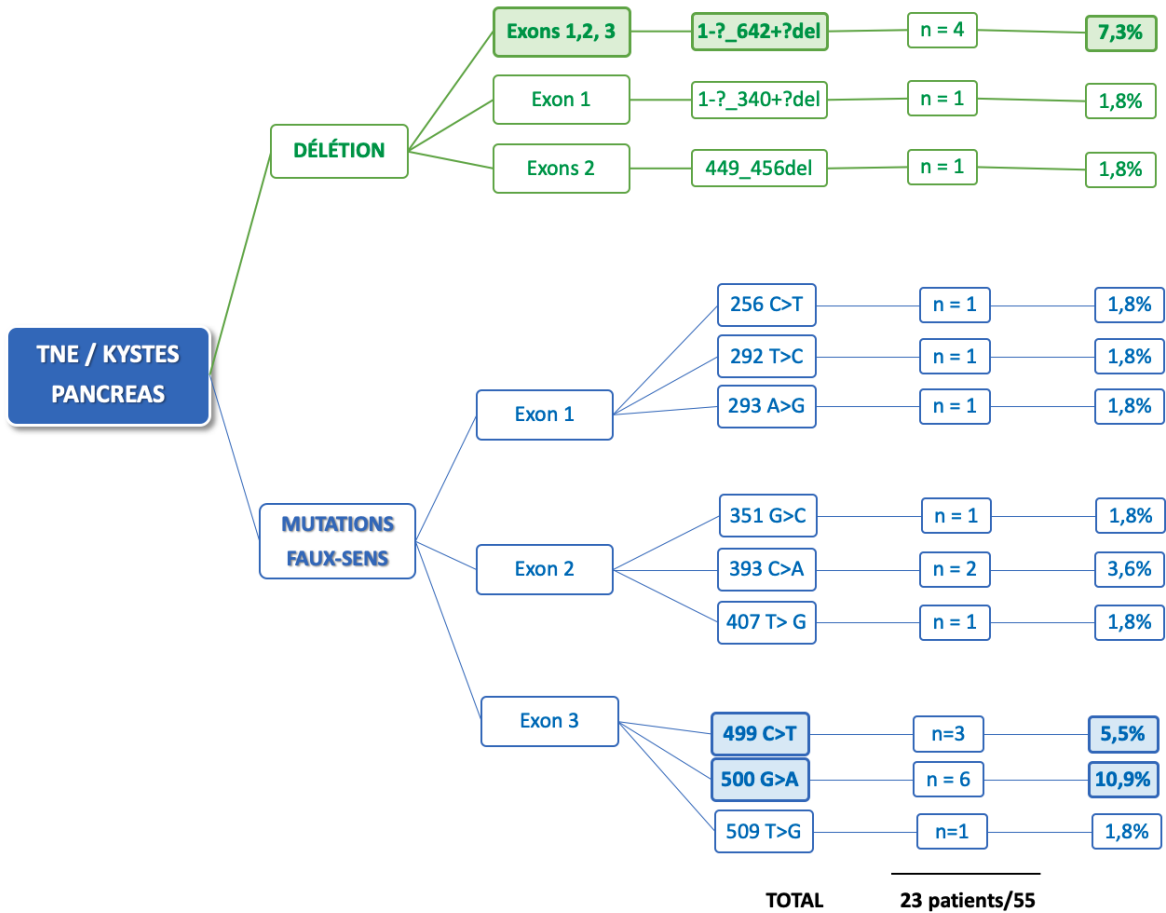 Exons 1,2, 3 1-?_642+?del n = 4 7,3%
Exon 1 1-?_340+?del n = 1 1,8%
DÉLÉTION
Exons 2 449_456del n = 1 1,8%
256 C>T n = 1 1,8%
TNE / KYSTES
PANCREAS
292 T>C n = 1 1,8%
Exon 1
293 A>G n = 1 1,8%
MUTATIONS
FAUX-SENS
351 G>C n = 1 1,8%
Exon 2
393 C>A n = 2 3,6%
407 T> G n = 1 1,8%
Exon 3
499 C>T n=3 5,5%
500 G>A n = 6 10,9%
509 T>G n=1 1,8%
TOTAL 23 patients/55